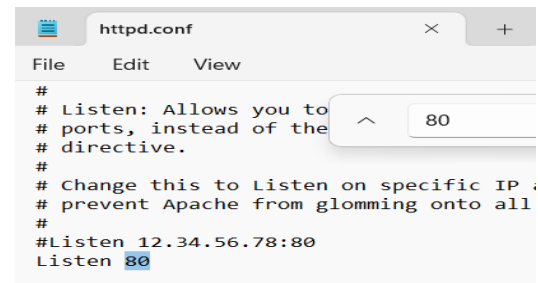 httpd.conf
File Edit View
#
# Listen: Allows you to
80
# ports, instead of the
# directive.
#
# Change this to Listen on specific IP
# prevent Apache from glomming onto all
#
#Listen 12.34.56.78:80
Listen 80